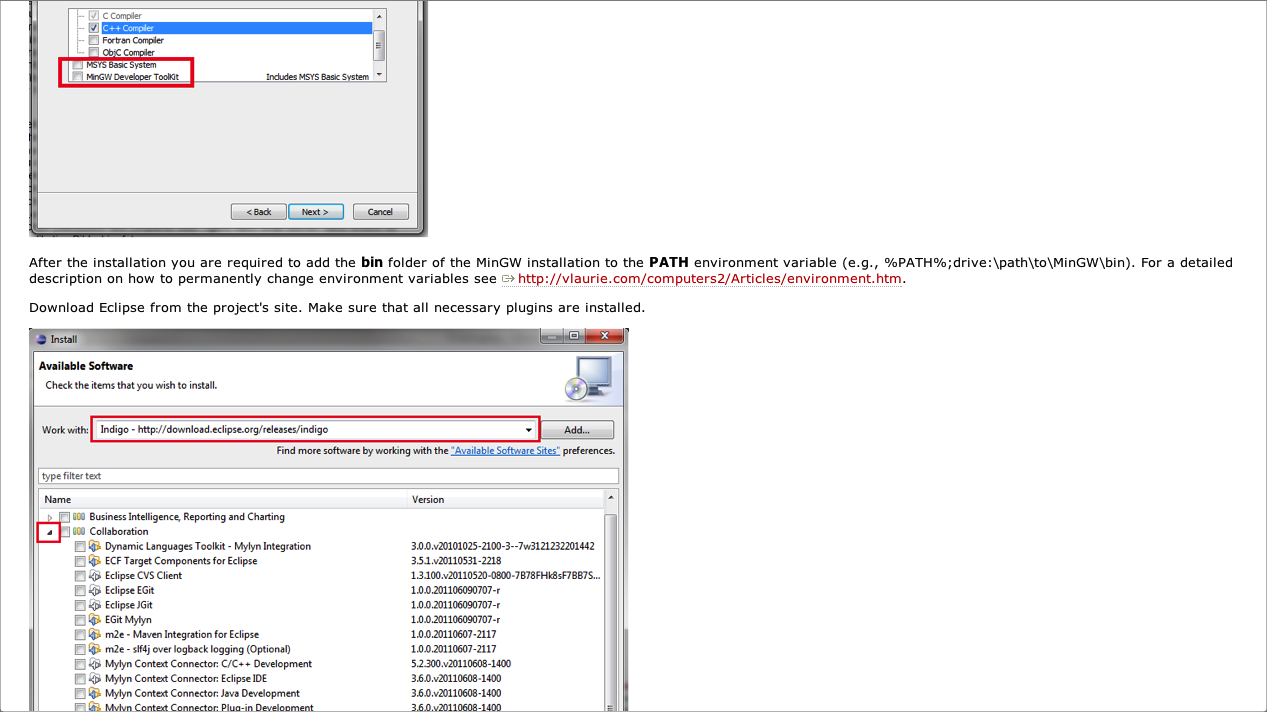 C Compiler
C++ Compiler
Fortran Compiler
ObjC Compiler
MSYS Basic System
MinGW Developer ToolKit Includes MSYS Basic System
< Back Next > Cancel
After the installation you are required to add the bin folder of the MinGW installation to the PATH environment variable (e.g., %PATH%;drive:\path\to\MinGW\bin). For a detailed
description on how to permanently change environment variables see http://vlaurie.com/computers2/Articles/environment.htm.
Download Eclipse from the project's site. Make sure that all necessary plugins are installed.
Install
Available Software
Check the items that you wish to install.
Work with: Indigo - http://download.eclipse.org/releases/indigo Add...
Find more software by working with the "Available Software Sites" preferences.
type filter text
Name Version
Business Intelligence, Reporting and Charting
Collaboration
Dynamic Languages Toolkit - Mylyn Integration 3.0.0.v20101025-2100-3--7w3121232201442
ECF Target Components for Eclipse 3.5.1.v20110531-2218
Eclipse CVS Client 1.3.100.v20110520-0800-7B78FHk8sF7BB7S...
Eclipse EGit 1.0.0.201106090707-r
Eclipse JGit 1.0.0.201106090707-r
EGit Mylyn 1.0.0.201106090707-r
m2e - Maven Integration for Eclipse 1.0.0.20110607-2117
m2e - slf4j over logback logging (Optional) 1.0.0.20110607-2117
Mylyn Context Connector: C/C++ Development 5.2.300.v20110608-1400
Mylyn Context Connector: Eclipse IDE 3.6.0.v20110608-1400
Mylyn Context Connector: Java Development 3.6.0.v20110608-1400
Mylyn Context Connector: Plug-in Development 3.6.0.v20110608-1400